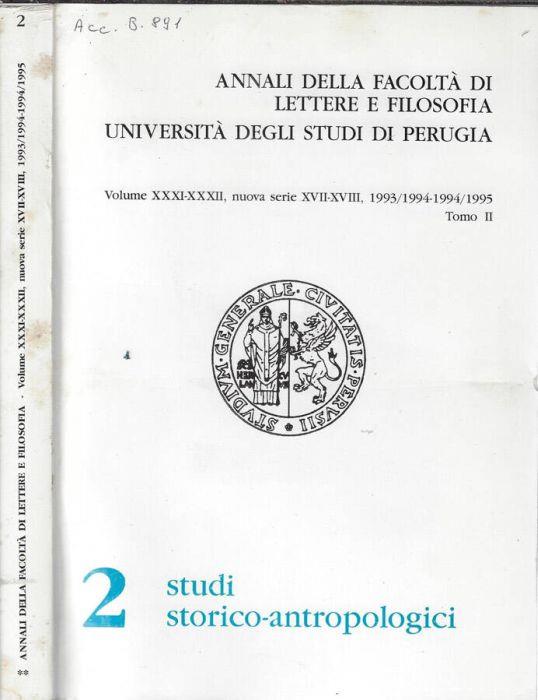 2
ANNALI DELLA FACOLTÀ DI LETTERE E FILOSOFIA - Volume XXXI-XXXII, nuova serie XVII-XVIII, 1993/1994-1994/1995
**
Acc. B. 891
ANNALI DELLA FACOLTÀ DI
LETTERE E FILOSOFIA
UNIVERSITÀ DEGLI STUDI DI PERUGIA
Volume XXXI-XXXII, nuova serie XVII-XVIII, 1993/1994-1994/1995
Tomo II
STVDIVM · GENERALE · CIVITATIS · PERVSII
2
studi
storico-antropologici